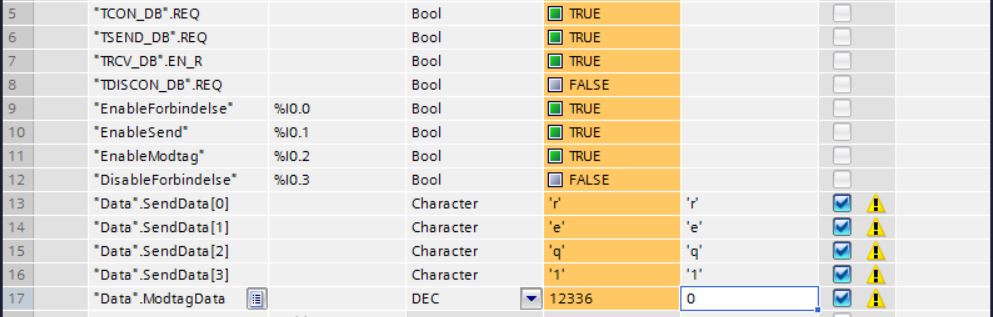 5 "TCON_DB".REQ Bool TRUE
6 "TSEND_DB".REQ Bool TRUE
7 "TRCV_DB".EN_R Bool TRUE
8 "TDISCON_DB".REQ Bool FALSE
9 "EnableForbindelse" %I0.0 Bool TRUE
10 "EnableSend" %I0.1 Bool TRUE
11 "EnableModtag" %I0.2 Bool TRUE
12 "DisableForbindelse" %I0.3 Bool FALSE
13 "Data".SendData[0] Character 'r' 'r'
14 "Data".SendData[1] Character 'e' 'e'
15 "Data".SendData[2] Character 'q' 'q'
16 "Data".SendData[3] Character '1' '1'
17 "Data".ModtagData DEC 12336 0